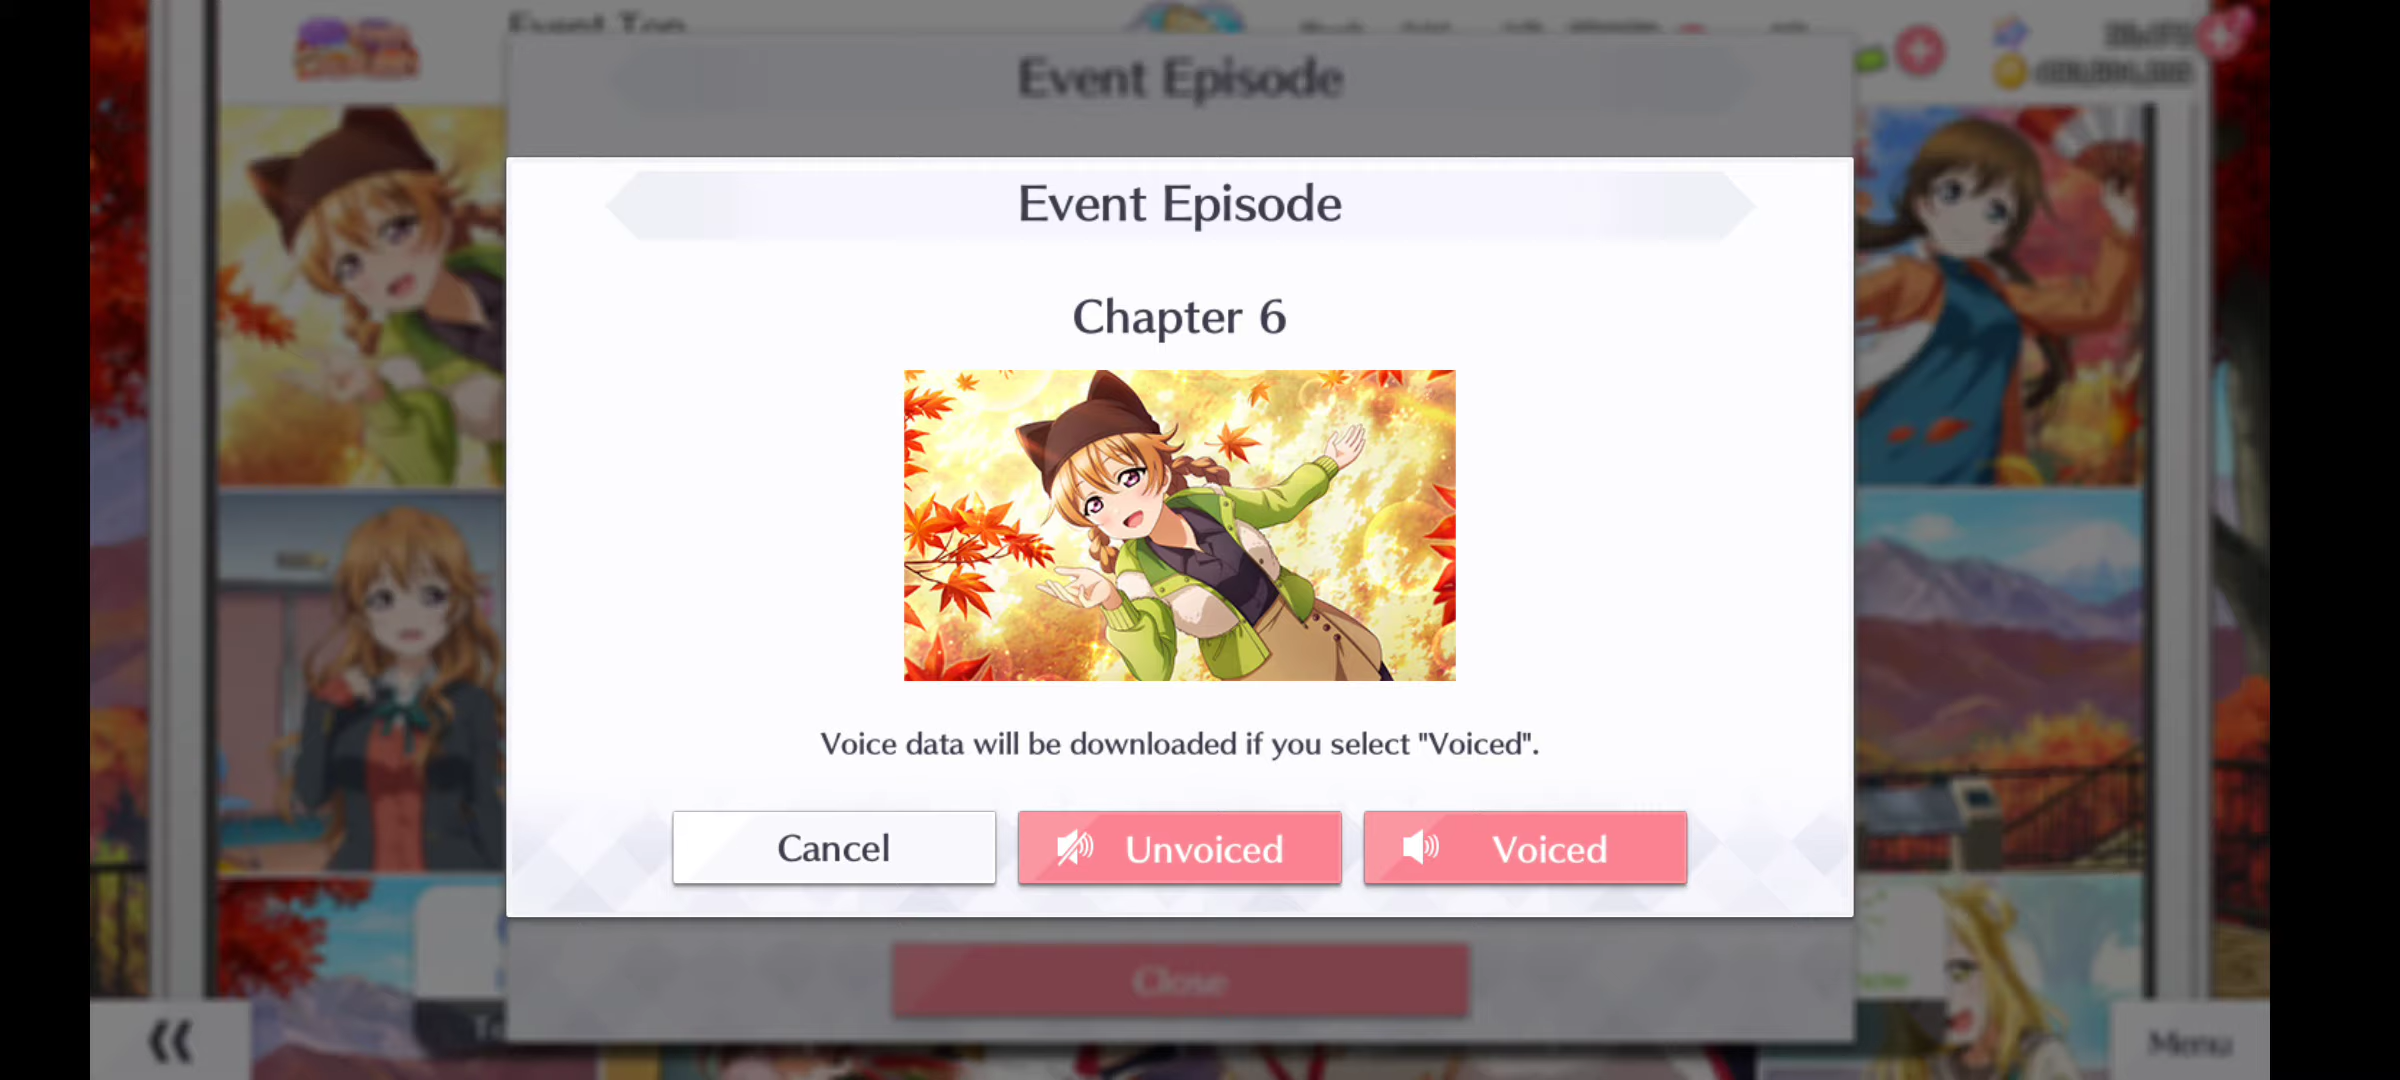 Event Episode
Event Episode
Chapter 6
Voice data will be downloaded if you select "Voiced".
Cancel
Unvoiced
Voiced
Close
Menu